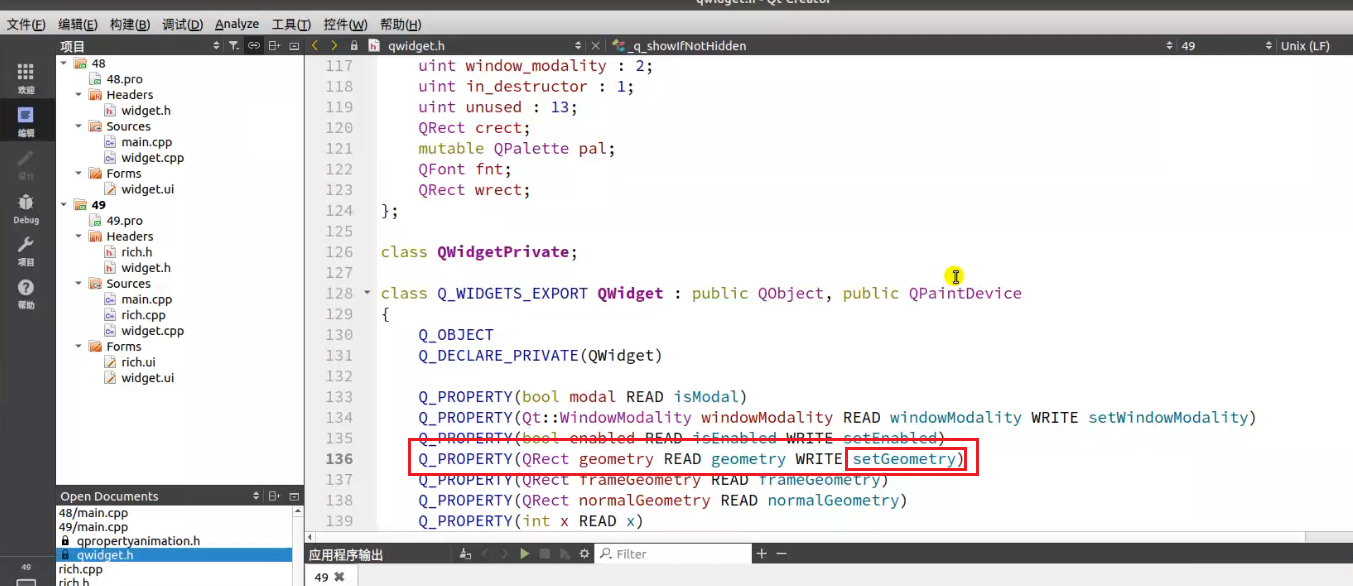 qwidget.h - Qt Creator
文件(F) 编辑(E) 构建(B) 调试(D) Analyze 工具(T) 控件(W) 帮助(H)
项目
qwidget.h
_q_showIfNotHidden
49
Unix (LF)
欢迎
编辑
设计
Debug
项目
帮助
49
48
48.pro
Headers
widget.h
Sources
main.cpp
widget.cpp
Forms
widget.ui
49
49.pro
Headers
rich.h
widget.h
Sources
main.cpp
rich.cpp
widget.cpp
Forms
rich.ui
widget.ui
Open Documents
48/main.cpp
49/main.cpp
qpropertyanimation.h
qwidget.h
rich.cpp
rich.h
117 uint window_modality : 2;
118 uint in_destructor : 1;
119 uint unused : 13;
120 QRect crect;
121 mutable QPalette pal;
122 QFont fnt;
123 QRect wrect;
124 };
125
126 class QWidgetPrivate;
127
128 class Q_WIDGETS_EXPORT QWidget : public QObject, public QPaintDevice
129 {
130 Q_OBJECT
131 Q_DECLARE_PRIVATE(QWidget)
132
133 Q_PROPERTY(bool modal READ isModal)
134 Q_PROPERTY(Qt::WindowModality windowModality READ windowModality WRITE setWindowModality)
135 Q_PROPERTY(bool enabled READ isEnabled WRITE setEnabled)
136 Q_PROPERTY(QRect geometry READ geometry WRITE setGeometry)
137 Q_PROPERTY(QRect frameGeometry READ frameGeometry)
138 Q_PROPERTY(QRect normalGeometry READ normalGeometry)
139 Q_PROPERTY(int x READ x)
应用程序输出
Filter
49